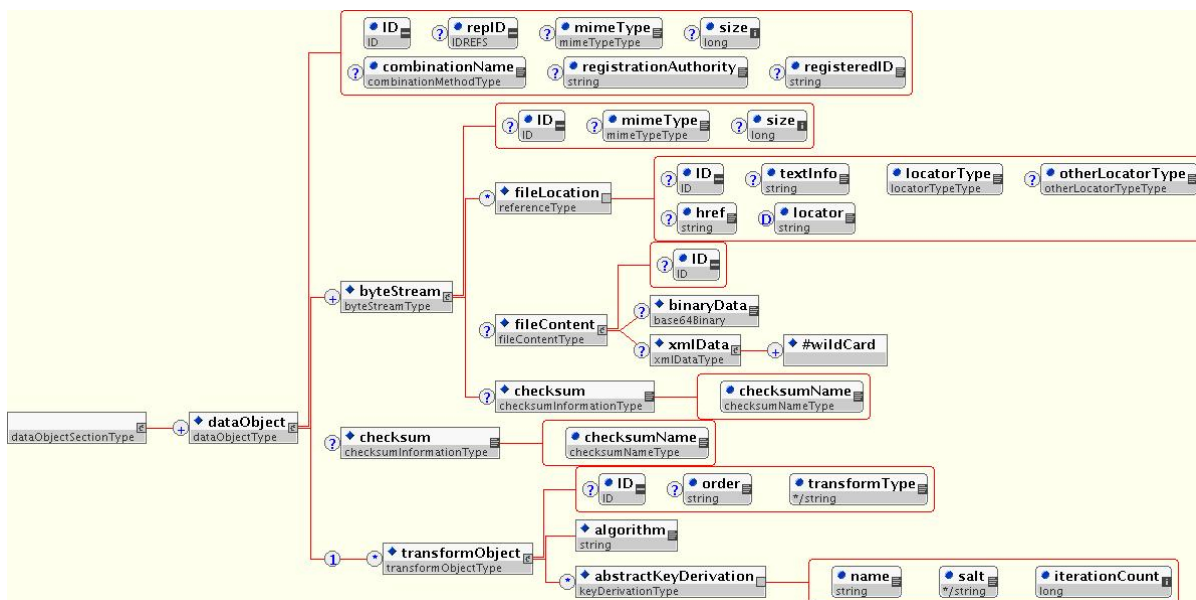 ID ? repID ? mimeType ? size
ID IDREFS mimeTypeType long
? combinationName ? registrationAuthority ? registeredID
combinationMethodType string string
? ID ? mimeType ? size
ID mimeTypeType long
? ID ? textInfo locatorType ? otherLocatorType
ID string locatorTypeType otherLocatorTypeType
* fileLocation
referenceType
? href D locator
string string
? ID
ID
+ byteStream
byteStreamType
? binaryData
base64Binary
? fileContent
fileContentType
? xmlData + #wildCard
xmlDataType
? checksum checksumName
checksumInformationType checksumNameType
+ dataObject
dataObjectSectionType dataObjectType
? checksum checksumName
checksumInformationType checksumNameType
? ID ? order transformType
ID string */string
algorithm
string
1 * transformObject
transformObjectType
* abstractKeyDerivation name salt iterationCount
keyDerivationType string */string long